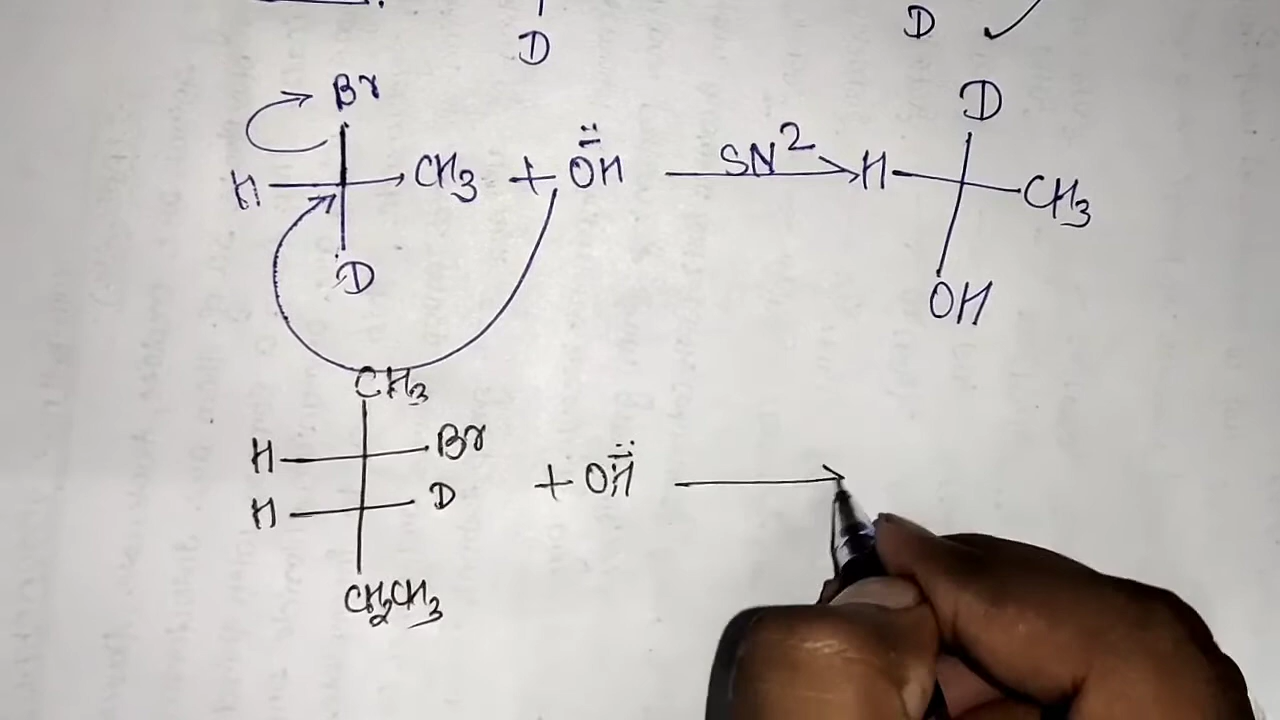 D D
Br D
H CH3 + ÖH SN2 H CH3
D OH
CH3
H Br
+ ÖH
H D
CH2CH3